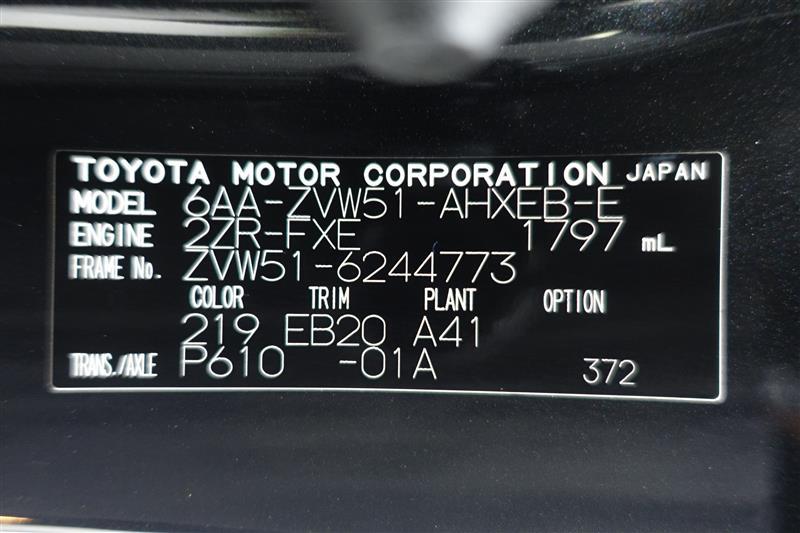 TOYOTA MOTOR CORPORATION JAPAN
MODEL 6AA-ZVW51-AHXEB-E
ENGINE 2ZR-FXE 1797 mL
FRAME No. ZVW51-6244773
COLOR TRIM PLANT OPTION
219 EB20 A41
TRANS./AXLE P610 -01A 372